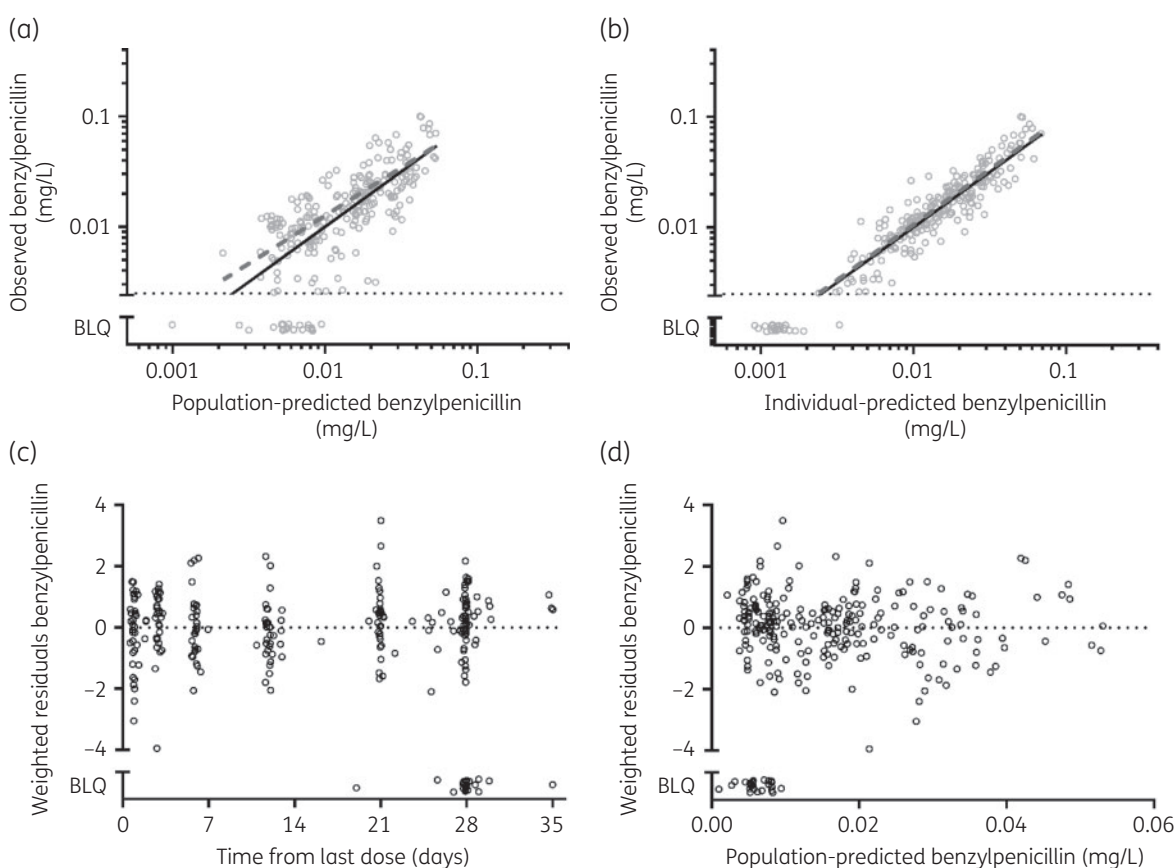 (a)
Observed benzylpenicillin
(mg/L)
0.1
0.01
BLQ
0.001
0.01
0.1
Population-predicted benzylpenicillin
(mg/L)
(b)
Observed benzylpenicillin
(mg/L)
0.1
0.01
BLQ
0.001
0.01
0.1
Individual-predicted benzylpenicillin
(mg/L)
(c)
Weighted residuals benzylpenicillin
4
2
0
−2
−4
BLQ
0
7
14
21
28
35
Time from last dose (days)
(d)
Weighted residuals benzylpenicillin
4
2
0
−2
−4
BLQ
0.00
0.02
0.04
0.06
Population-predicted benzylpenicillin (mg/L)